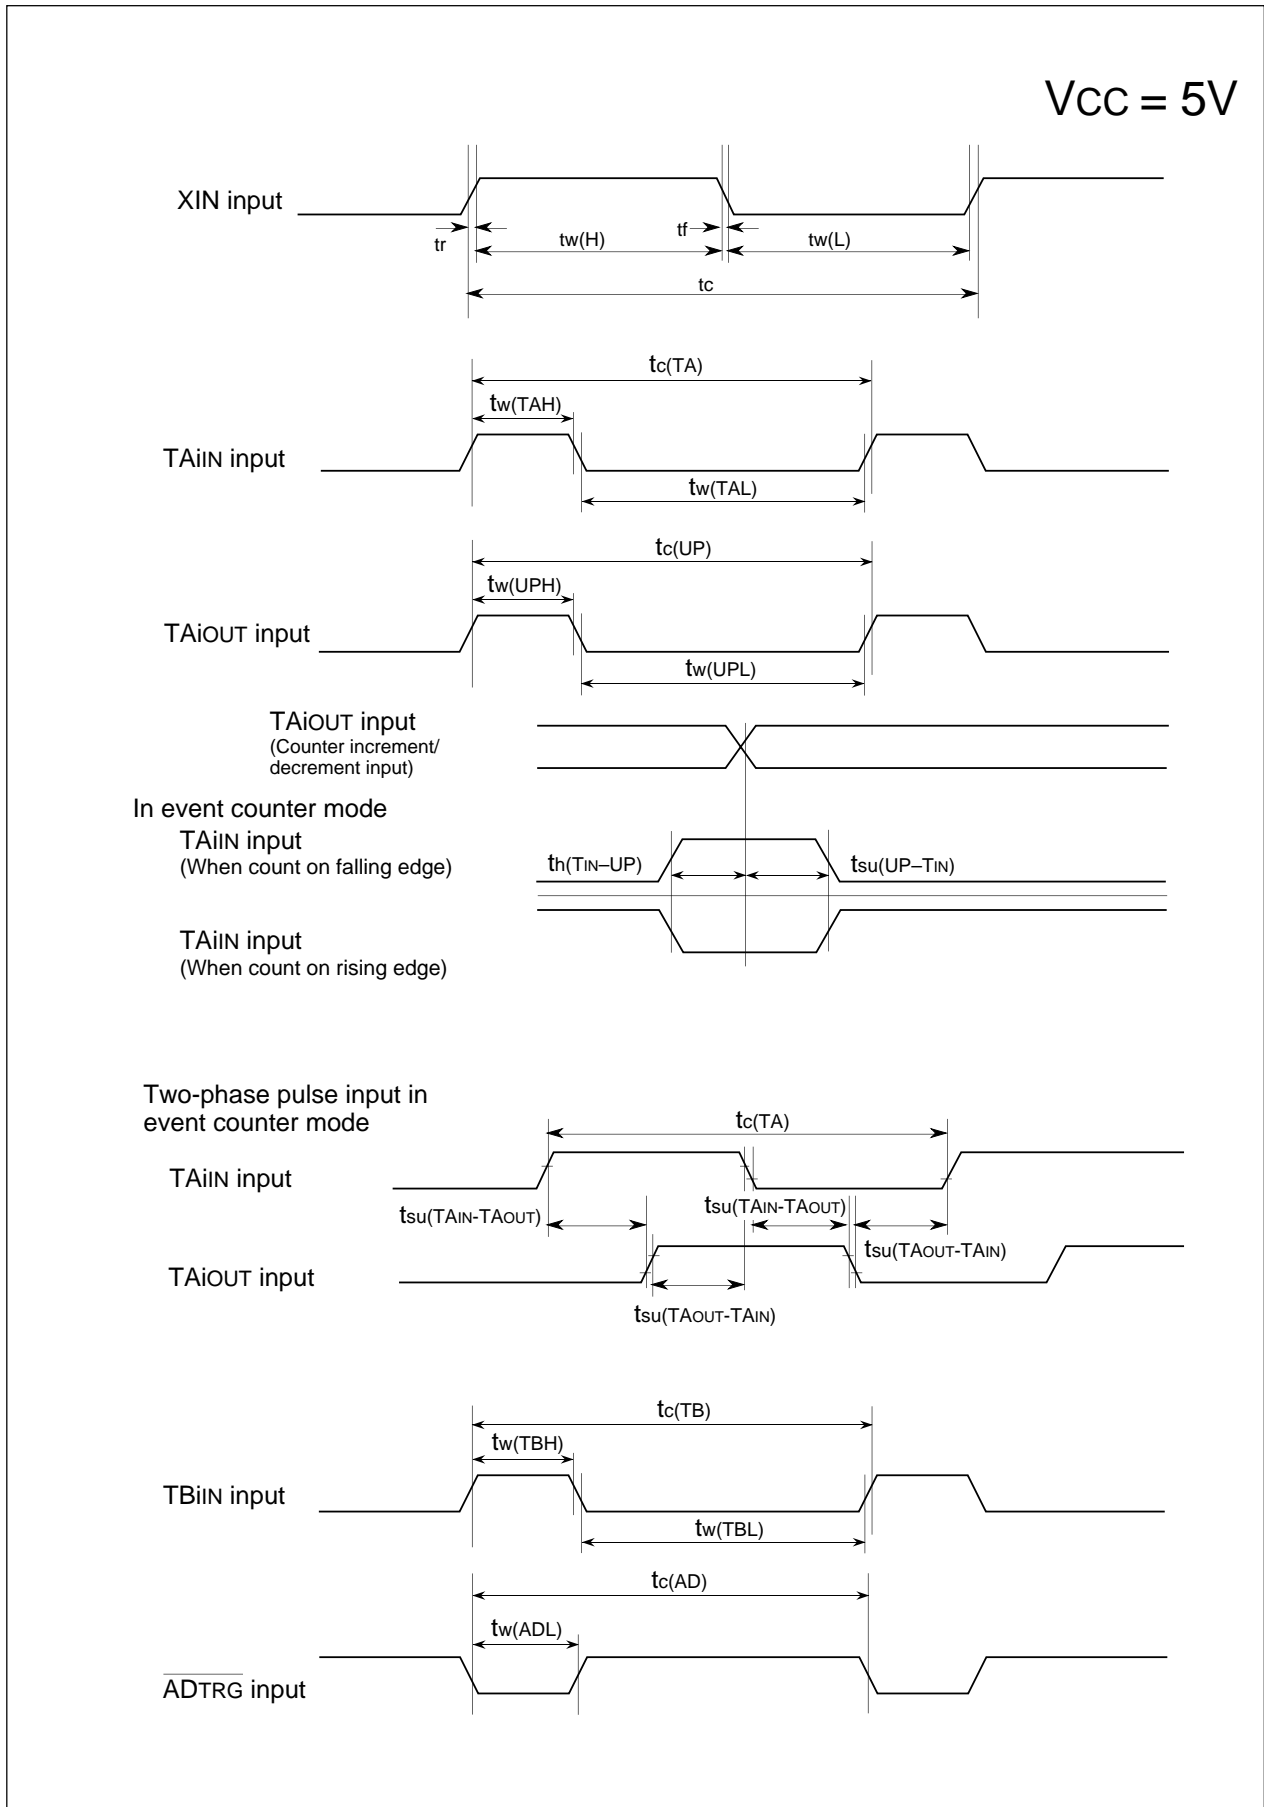 VCC = 5V
XIN input
tr
tw(H)
tf
tw(L)
tc
tc(TA)
tw(TAH)
TAiIN input
tw(TAL)
tc(UP)
tw(UPH)
TAiOUT input
tw(UPL)
TAiOUT input
(Counter increment/
decrement input)
In event counter mode
TAiIN input
(When count on falling edge)
th(TIN–UP)
tsu(UP–TIN)
TAiIN input
(When count on rising edge)
Two-phase pulse input in
event counter mode
tc(TA)
TAiIN input
tsu(TAIN-TAOUT)
tsu(TAIN-TAOUT)
tsu(TAOUT-TAIN)
TAiOUT input
tsu(TAOUT-TAIN)
tc(TB)
tw(TBH)
TBiIN input
tw(TBL)
tc(AD)
tw(ADL)
ADTRG input